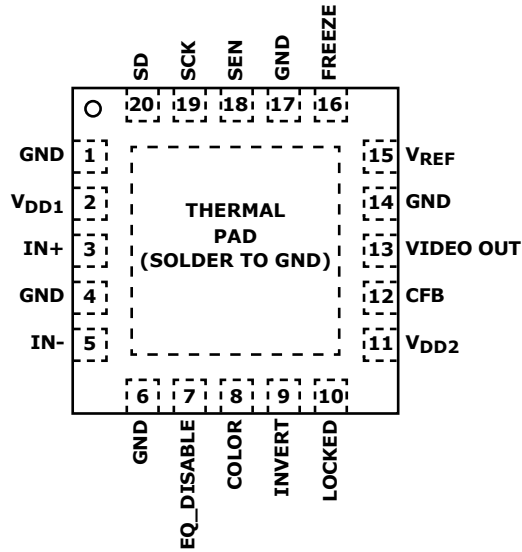 SD
SCK
SEN
GND
FREEZE
20
19
18
17
16
GND
1
VDD1
2
IN+
3
GND
4
IN-
5
THERMAL
PAD
(SOLDER TO GND)
15
VREF
14
GND
13
VIDEO OUT
12
CFB
11
VDD2
6
7
8
9
10
GND
EQ_DISABLE
COLOR
INVERT
LOCKED